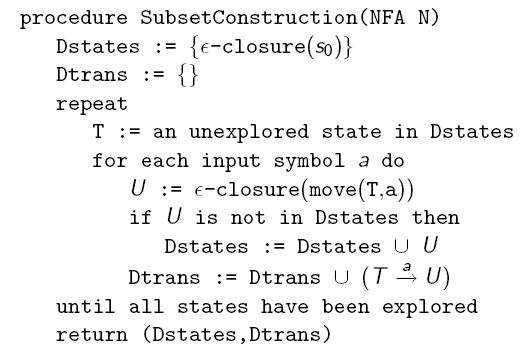 procedure SubsetConstruction(NFA N)
Dstates := {ϵ-closure(s₀)}
Dtrans := {}
repeat
T := an unexplored state in Dstates
for each input symbol a do
U := ϵ-closure(move(T,a))
if U is not in Dstates then
Dstates := Dstates ∪ U
Dtrans := Dtrans ∪ (T →ᵃ U)
until all states have been explored
return (Dstates,Dtrans)